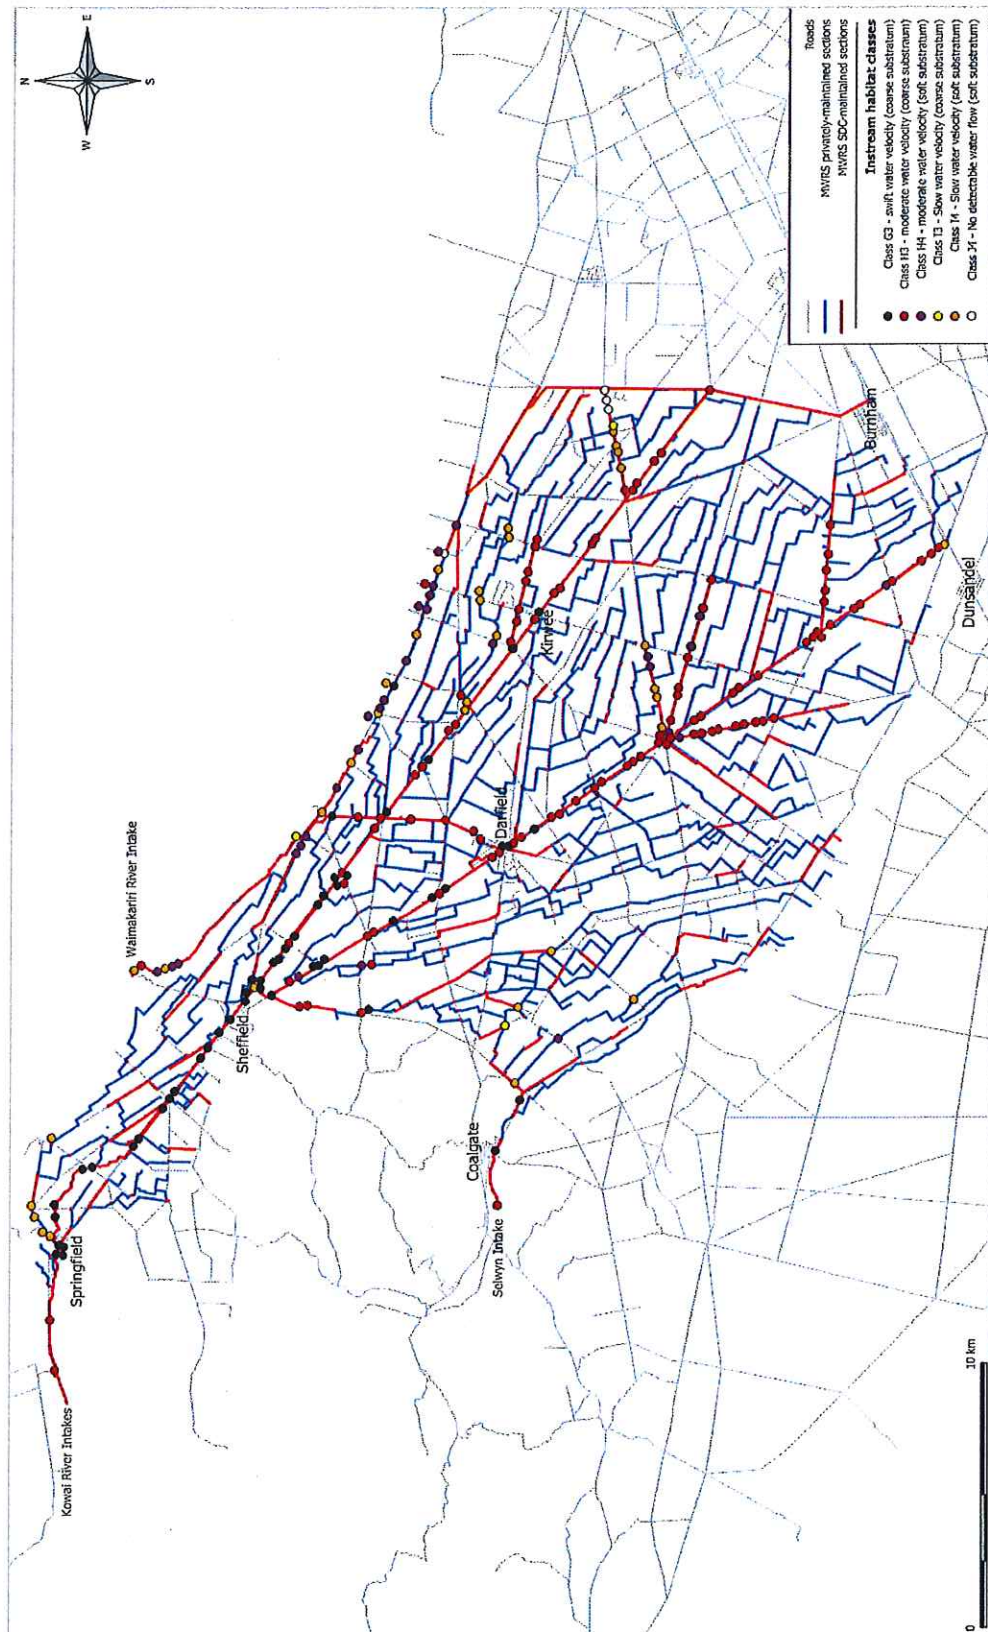 N
E
S
W
Kowai River Intakes
Springfield
Sheffield
Waimakariri River Intake
Coalgate
Selwyn Intake
Darfield
Kirwee
Burnham
Dunsandel
0
10 km
Roads
MWRS privately-maintained sections
MWRS SDC-maintained sections
Instream habitat classes
Class G3 - swift water velocity (coarse substratum)
Class H3 - moderate water velocity (coarse substraum)
Class H4 - moderate water velocity (soft substratum)
Class I3 - Slow water velocity (coarse substratum)
Class I4 - Slow water velocity (soft substratum)
Class J4 - No detectable water flow (soft substratum)